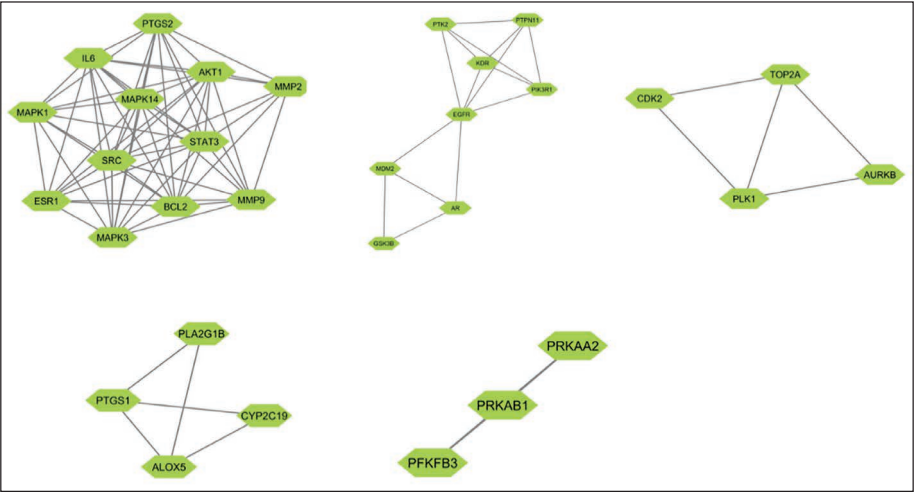 PTGS2
IL6
AKT1
MMP2
MAPK14
MAPK1
STAT3
SRC
ESR1
BCL2
MMP9
MAPK3
PTK2
PTPN11
KDR
PIK3R1
EGFR
MDM2
AR
GSK3B
TOP2A
CDK2
AURKB
PLK1
PLA2G1B
PTGS1
CYP2C19
ALOX5
PRKAA2
PRKAB1
PFKFB3